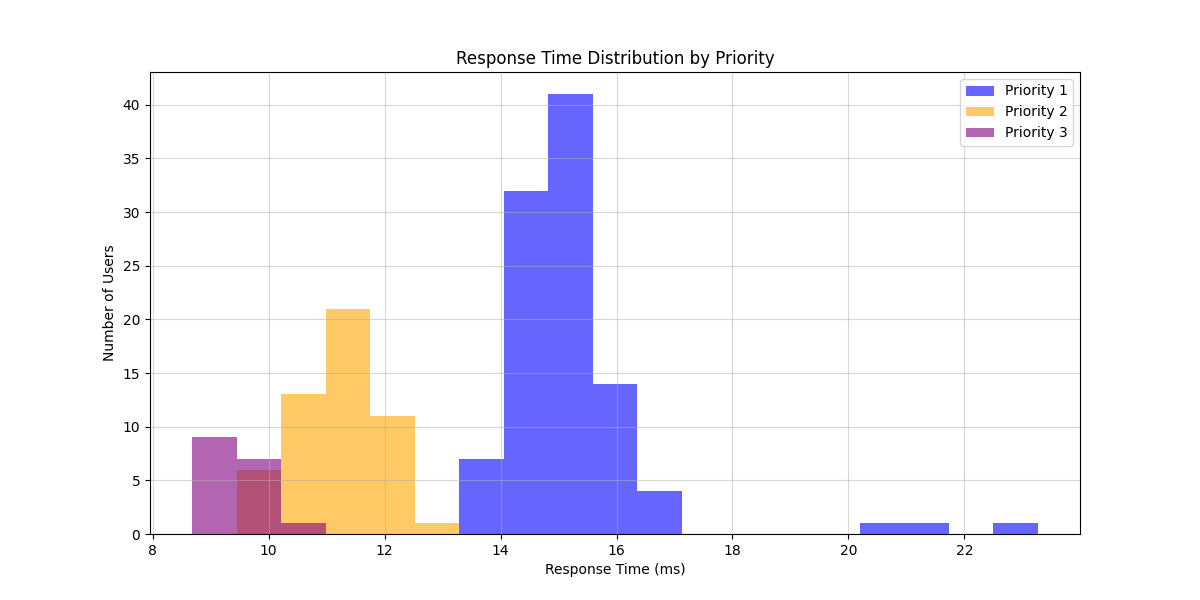 Response Time Distribution by Priority
Priority 1
Priority 2
Priority 3
40
35
30
25
20
15
10
5
0
Number of Users
8 10 12 14 16 18 20 22
Response Time (ms)